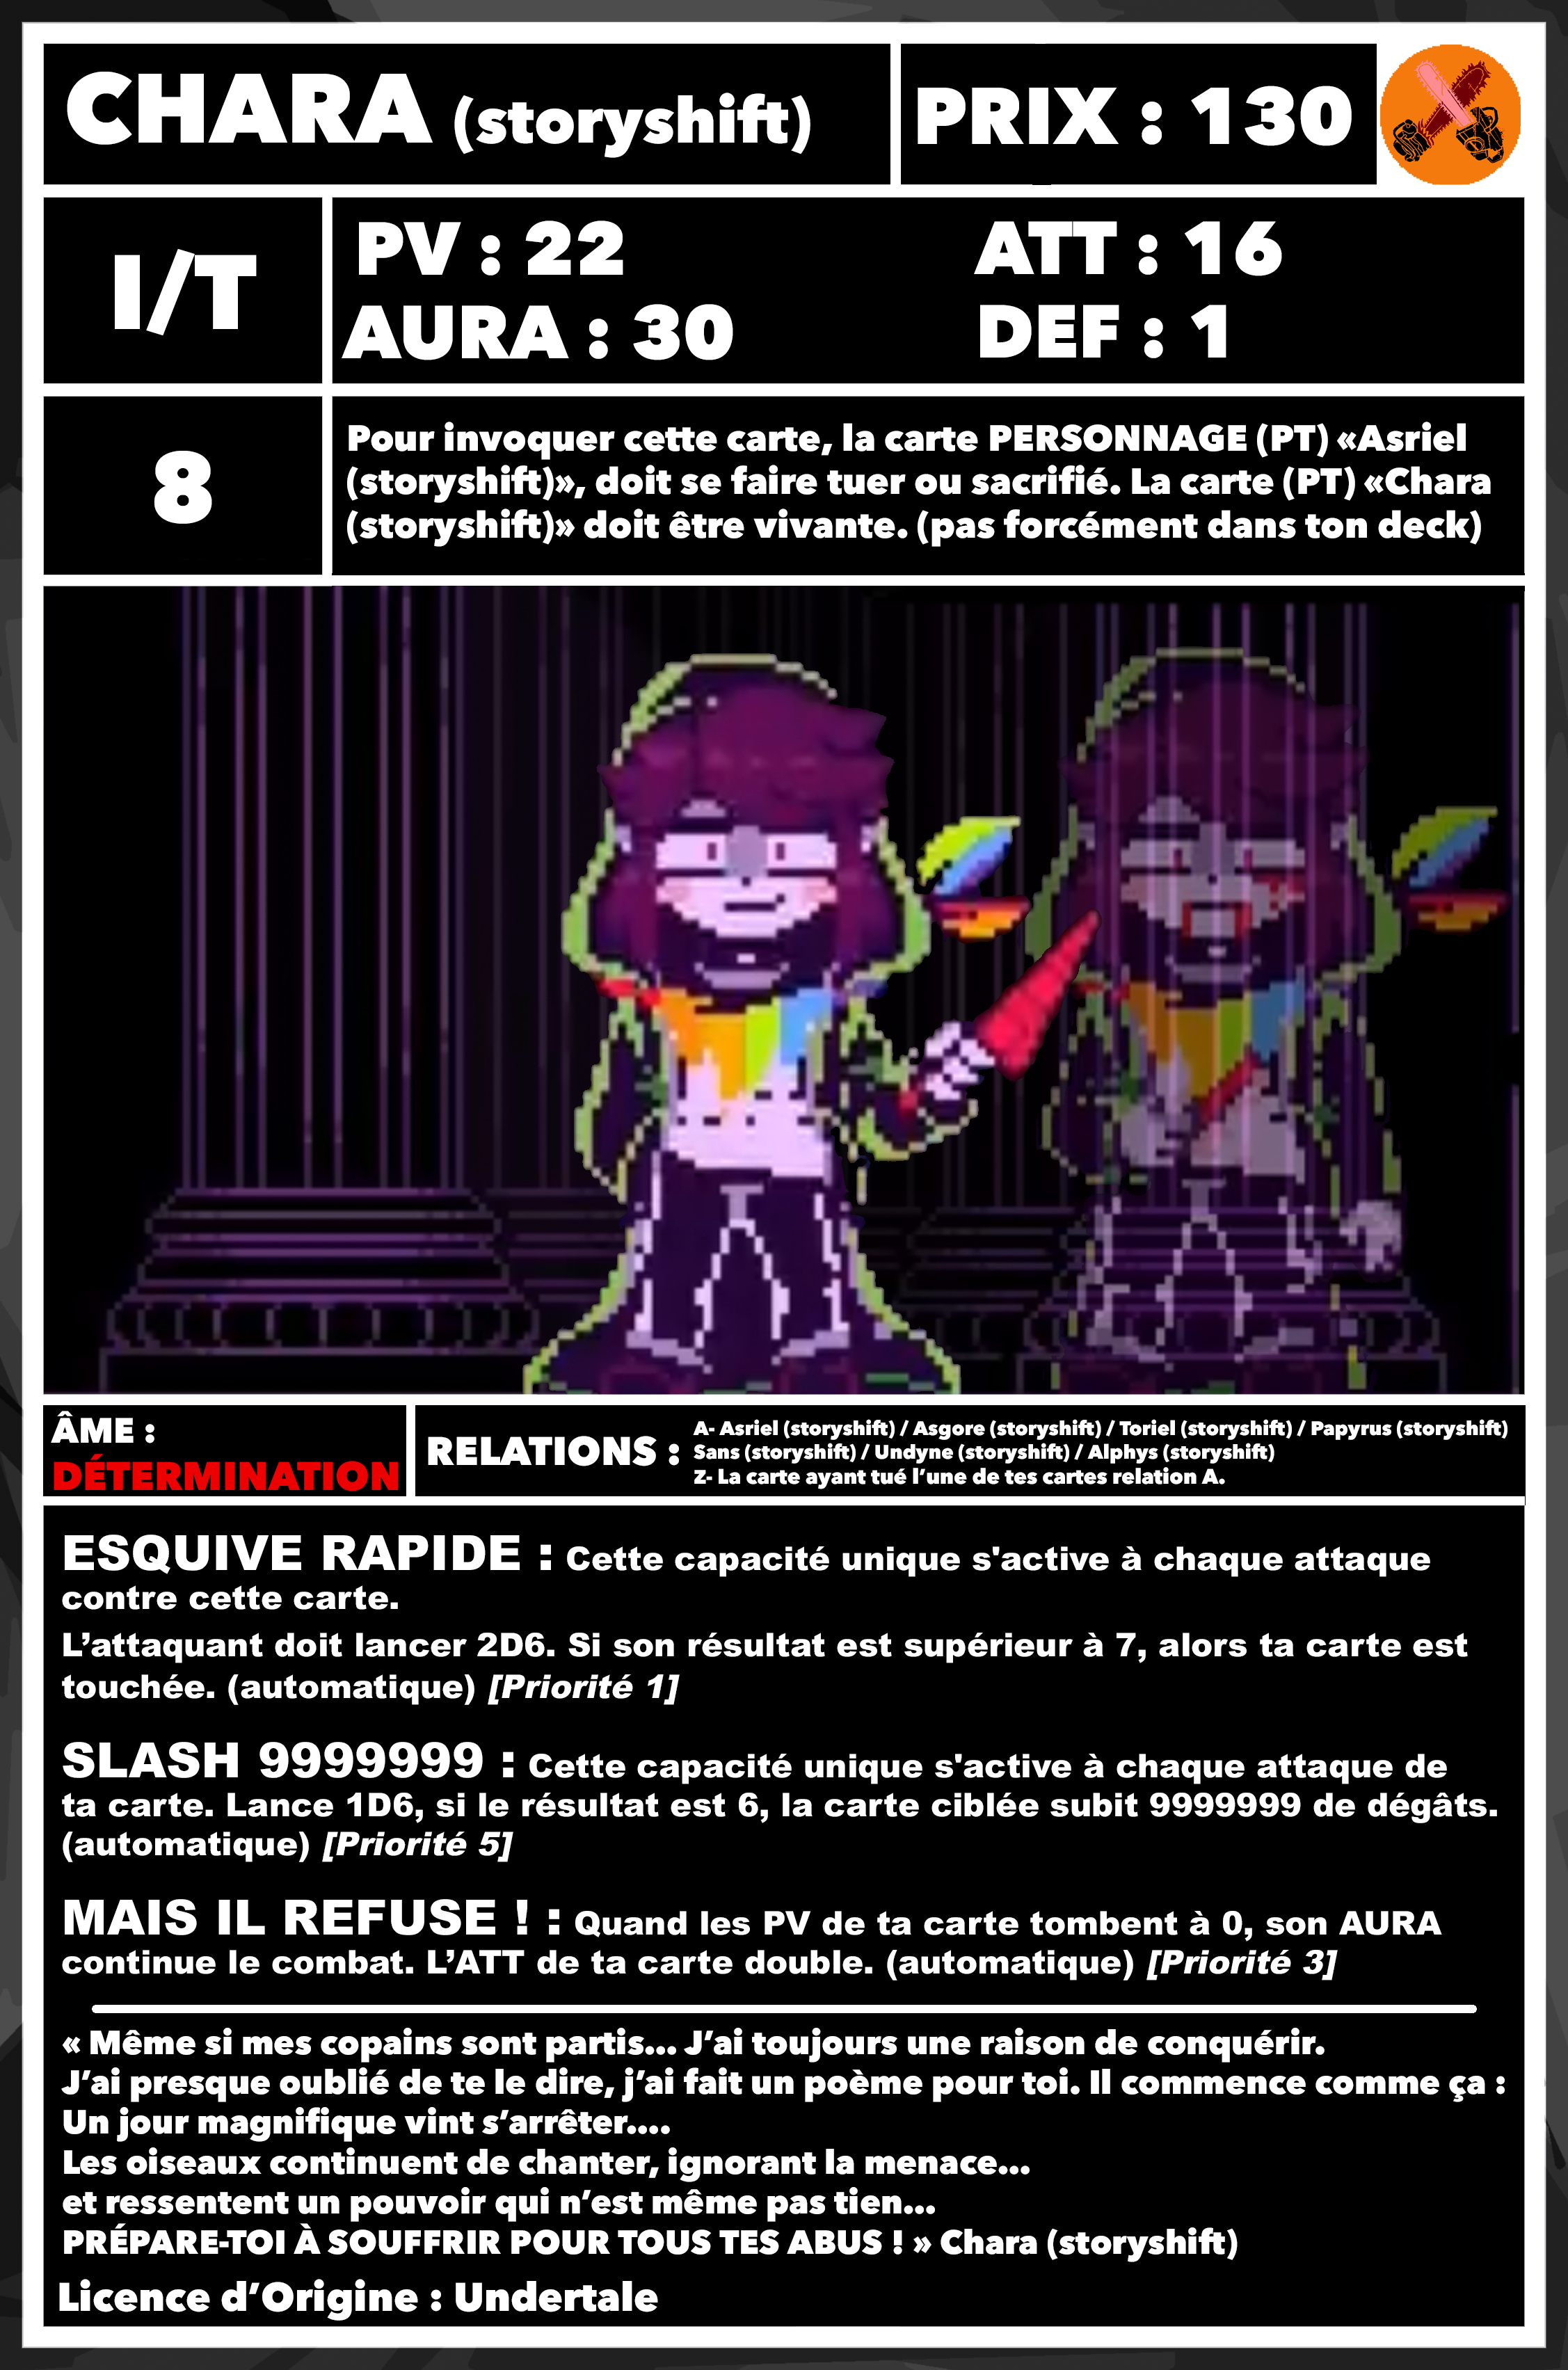 CHARA (storyshift)
PRIX : 130
I/T
PV : 22
ATT : 16
AURA : 30
DEF : 1
8
Pour invoquer cette carte, la carte PERSONNAGE (PT) «Asriel
(storyshift)», doit se faire tuer ou sacrifié. La carte (PT) «Chara
(storyshift)» doit être vivante. (pas forcément dans ton deck)
ÂME :
DÉTERMINATION
RELATIONS :
A- Asriel (storyshift) / Asgore (storyshift) / Toriel (storyshift) / Papyrus (storyshift)
Sans (storyshift) / Undyne (storyshift) / Alphys (storyshift)
Z- La carte ayant tué l’une de tes cartes relation A.
ESQUIVE RAPIDE : Cette capacité unique s'active à chaque attaque
contre cette carte.
L’attaquant doit lancer 2D6. Si son résultat est supérieur à 7, alors ta carte est
touchée. (automatique) [Priorité 1]
SLASH 9999999 : Cette capacité unique s'active à chaque attaque de
ta carte. Lance 1D6, si le résultat est 6, la carte ciblée subit 9999999 de dégâts.
(automatique) [Priorité 5]
MAIS IL REFUSE ! : Quand les PV de ta carte tombent à 0, son AURA
continue le combat. L’ATT de ta carte double. (automatique) [Priorité 3]
« Même si mes copains sont partis... J’ai toujours une raison de conquérir.
J’ai presque oublié de te le dire, j’ai fait un poème pour toi. Il commence comme ça :
Un jour magnifique vint s’arrêter....
Les oiseaux continuent de chanter, ignorant la menace...
et ressentent un pouvoir qui n’est même pas tien...
PRÉPARE-TOI À SOUFFRIR POUR TOUS TES ABUS ! » Chara (storyshift)
Licence d’Origine : Undertale